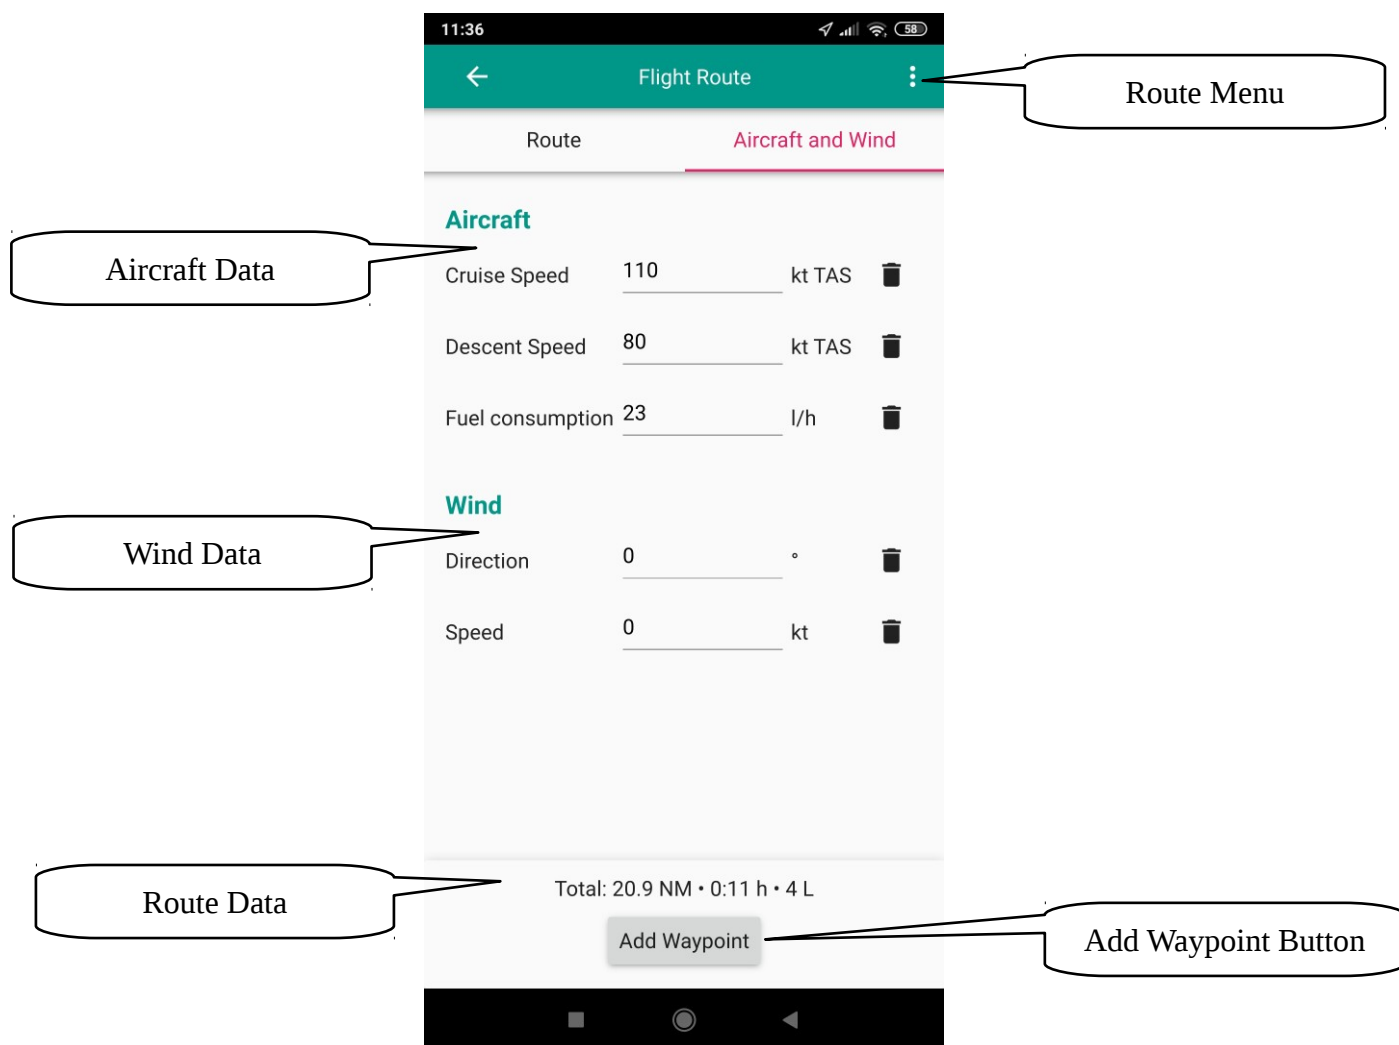 11:36
58
Flight Route
Route Menu
Route
Aircraft and Wind
Aircraft
Aircraft Data
Cruise Speed 110 kt TAS
Descent Speed 80 kt TAS
Fuel consumption 23 l/h
Wind
Wind Data
Direction 0 °
Speed 0 kt
Total: 20.9 NM • 0:11 h • 4 L
Route Data
Add Waypoint
Add Waypoint Button